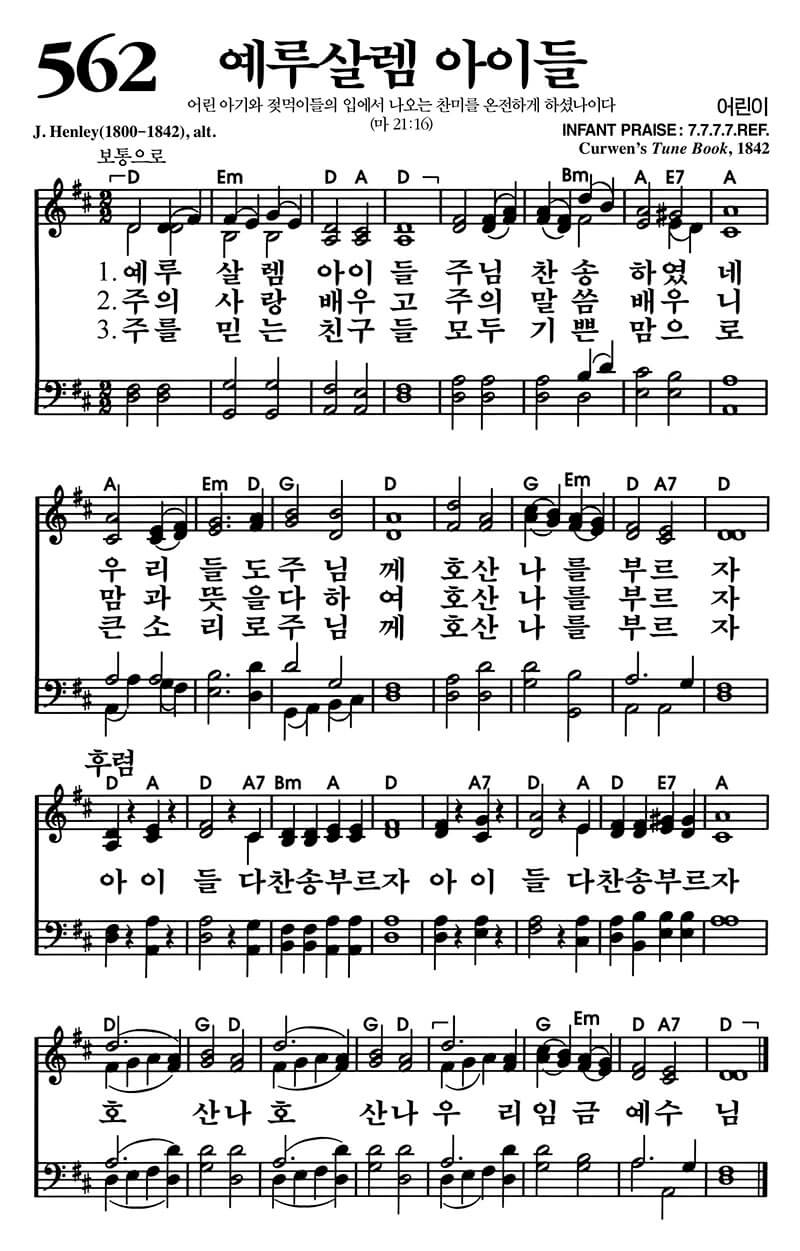 562 예루살렘 아이들
어린 아기와 젖먹이들의 입에서 나오는 찬미를 온전하게 하셨나이다
(마 21:16)
어린이
J. Henley(1800-1842), alt.
INFANT PRAISE : 7.7.7.7.REF.
Curwen's Tune Book, 1842
보통으로
D Em D A D Bm A E7 A
1. 예루 살렘 아이들 주님 찬송 하였네
2. 주의 사랑 배우고 주의 말씀 배우니
3. 주를 믿는 친구들 모두 기쁜 맘으로
A Em D G D G Em D A7 D
우리 들도주님께 호산나를 부르자
맘과 뜻을다하여 호산나를 부르자
큰소리로주님께 호산나를 부르자
후렴
D A D A7 Bm A D A7 D A D E7 A
아이들 다찬송부르자 아이들 다찬송부르자
D G D D G D G Em D A7 D
호 산나 호 산나 우리임금 예수님